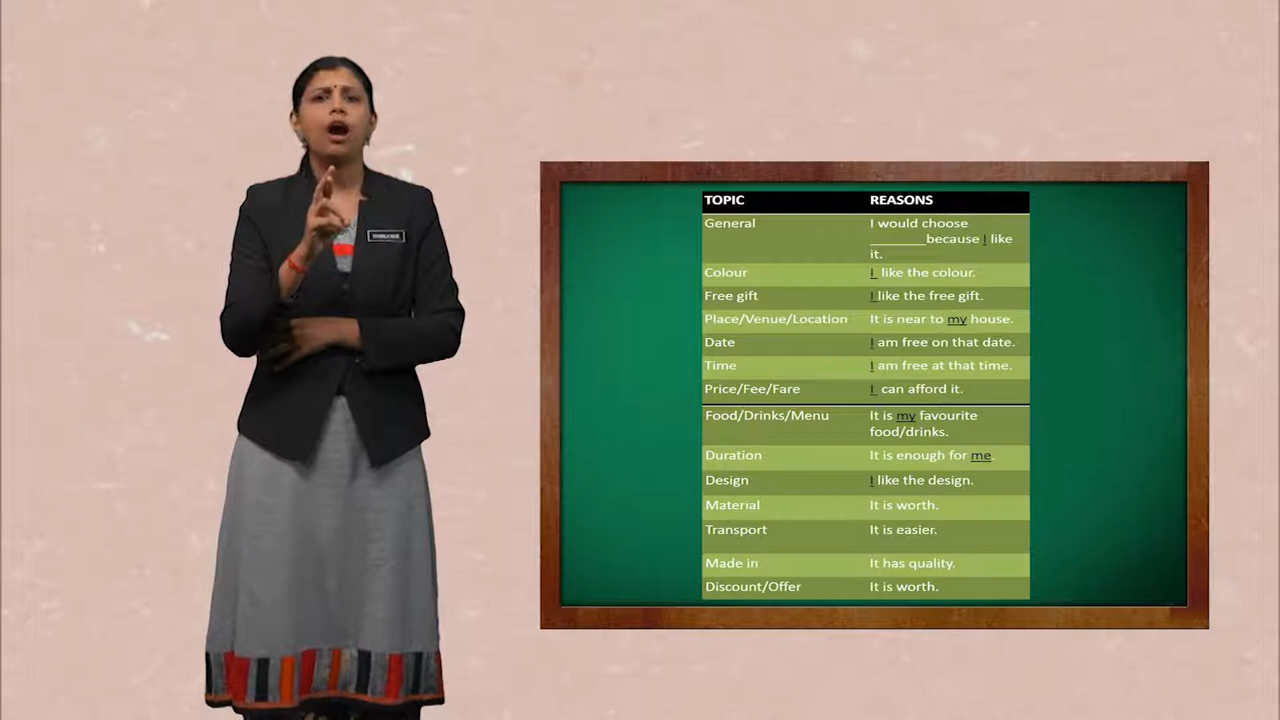 TOPIC REASONS
General I would choose
________because I like
it.
Colour I like the colour.
Free gift I like the free gift.
Place/Venue/Location It is near to my house.
Date I am free on that date.
Time I am free at that time.
Price/Fee/Fare I can afford it.
Food/Drinks/Menu It is my favourite
food/drinks.
Duration It is enough for me.
Design I like the design.
Material It is worth.
Transport It is easier.
Made in It has quality.
Discount/Offer It is worth.